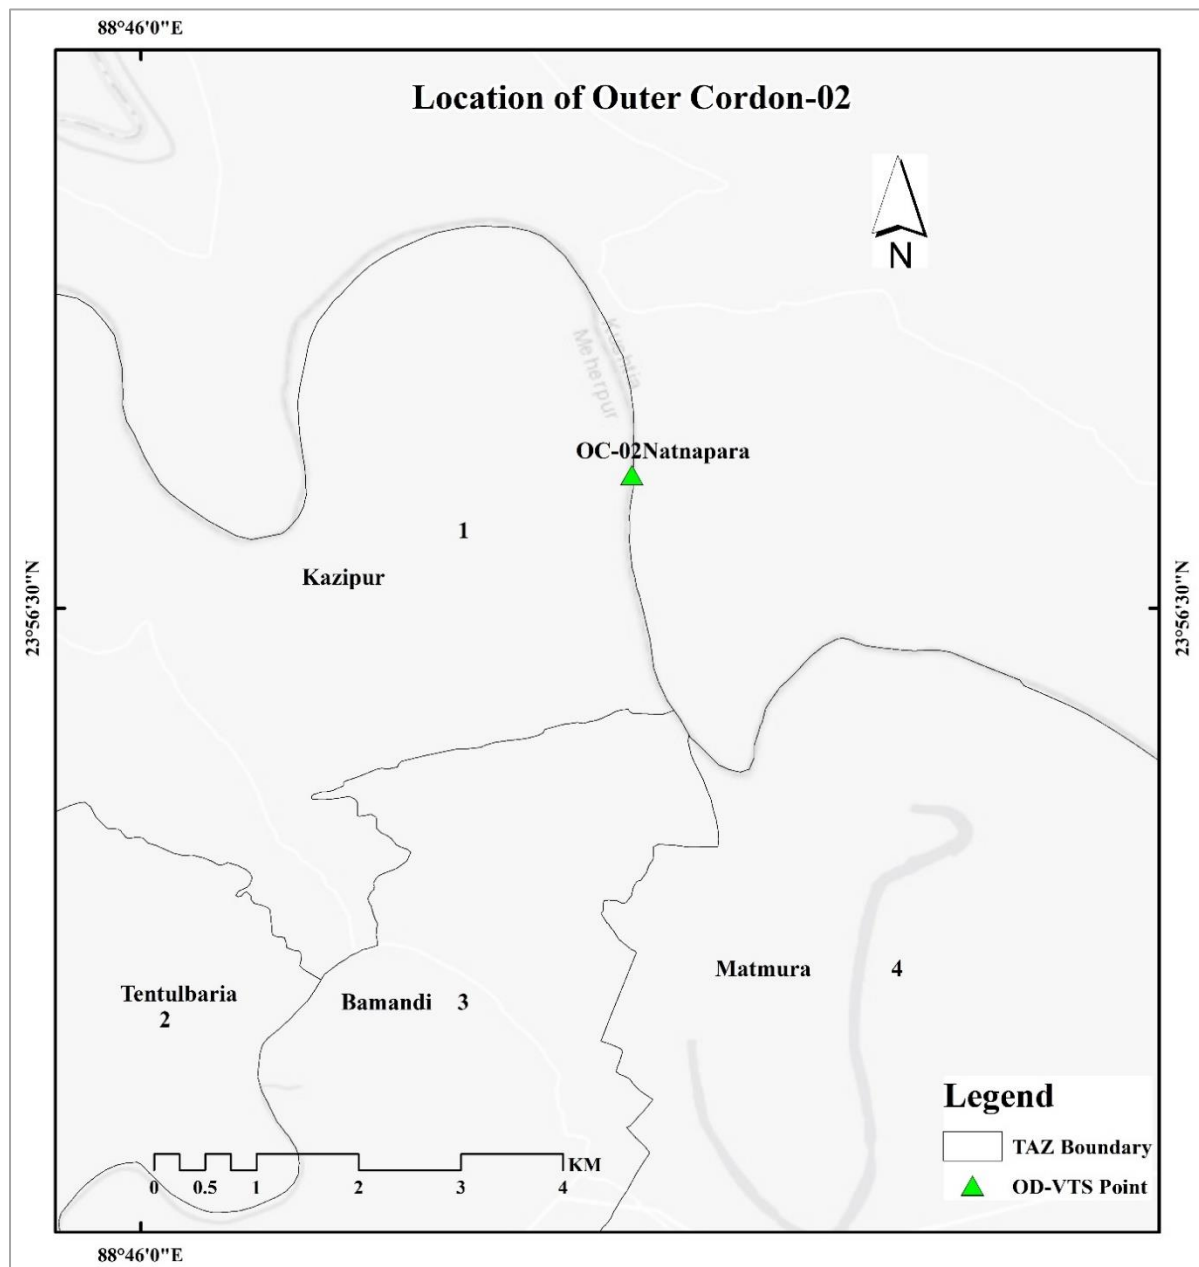 88°46'0"E
Location of Outer Cordon-02
N
Kushtia
Meherpur
OC-02Natnapara
1
Kazipur
23°56'30"N
23°56'30"N
Matmura
4
Tentulbaria
2
Bamandi
3
Legend
TAZ Boundary
OD-VTS Point
KM
0 0.5 1 2 3 4
88°46'0"E